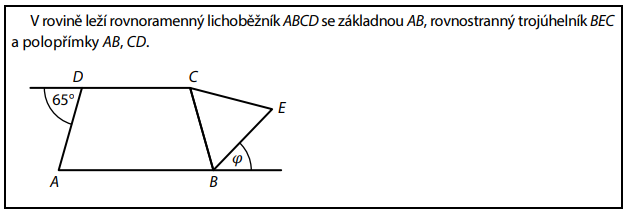 V rovině leží rovnoramenný lichoběžník ABCD se základnou AB, rovnostranný trojúhelník BEC
a polopřímky AB, CD.
D
C
65°
E
φ
A
B